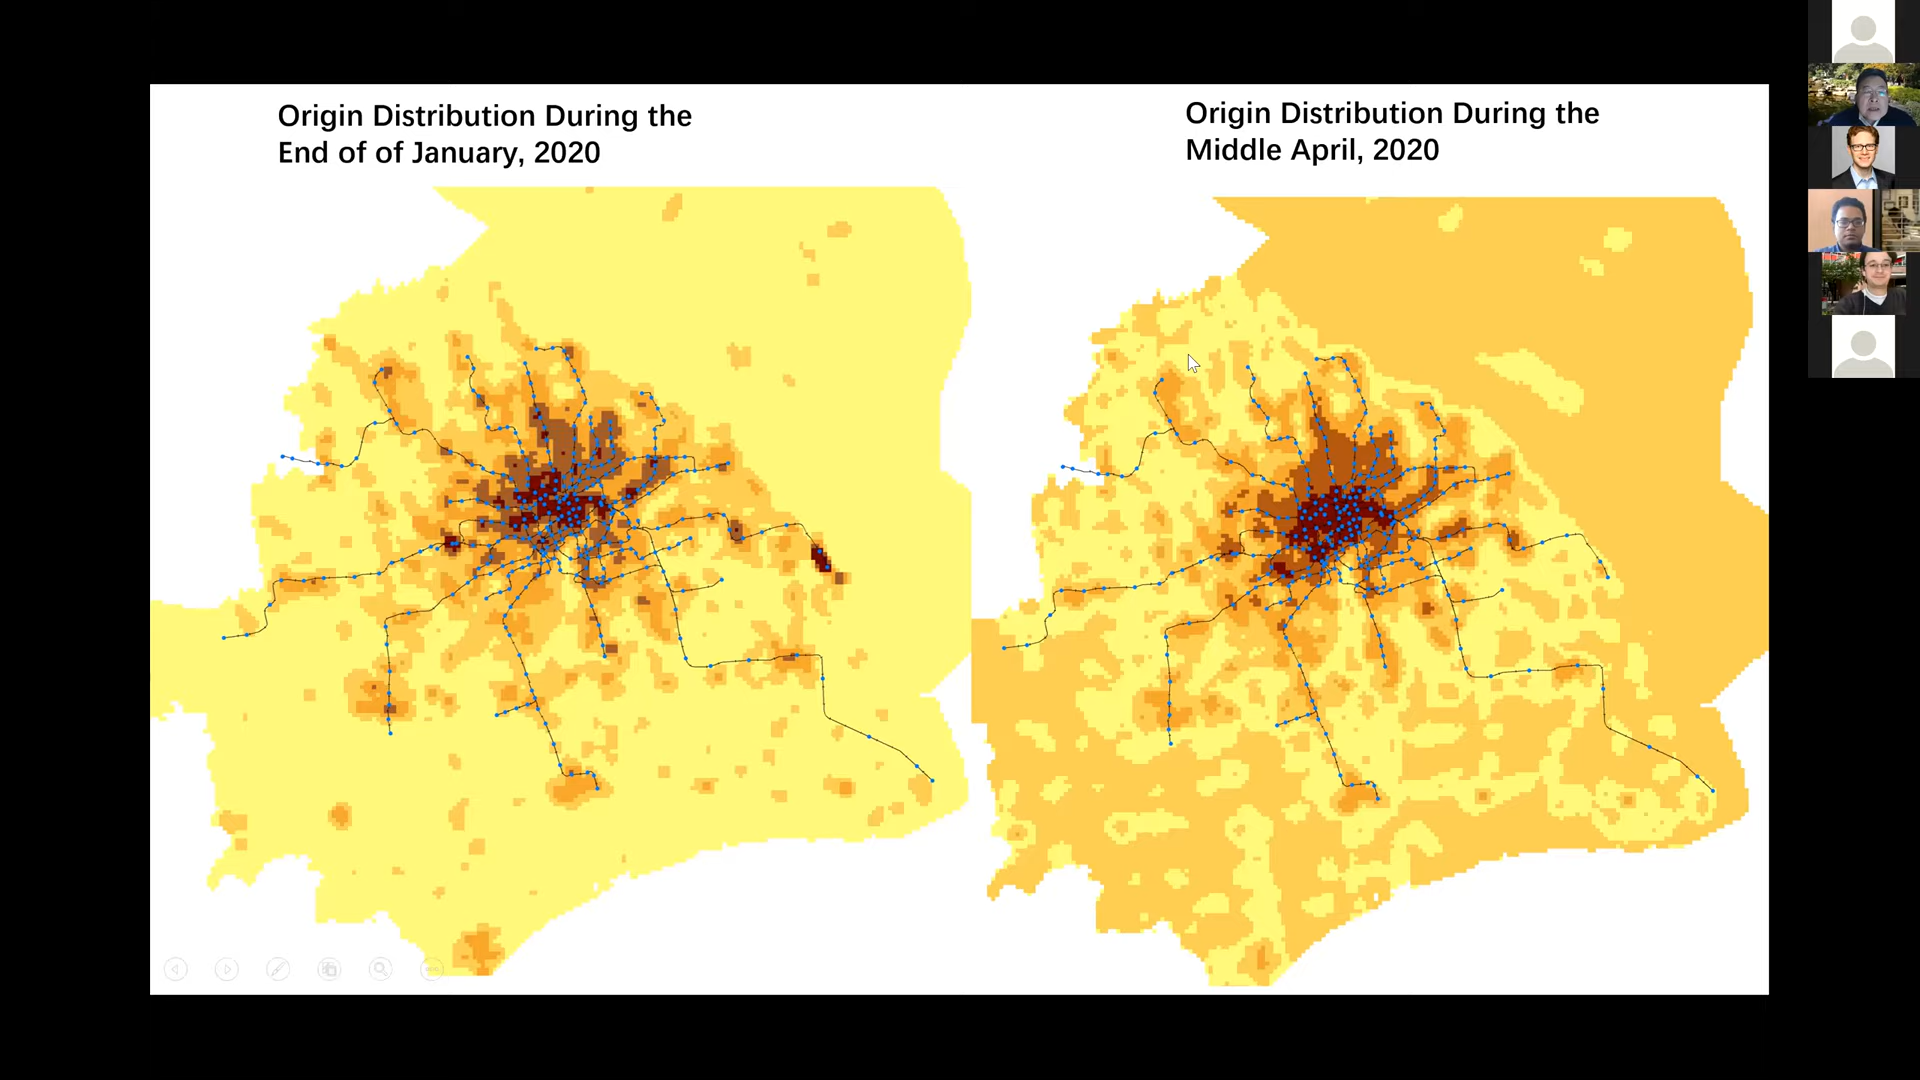 Origin Distribution During the
End of of January, 2020
Origin Distribution During the
Middle April, 2020